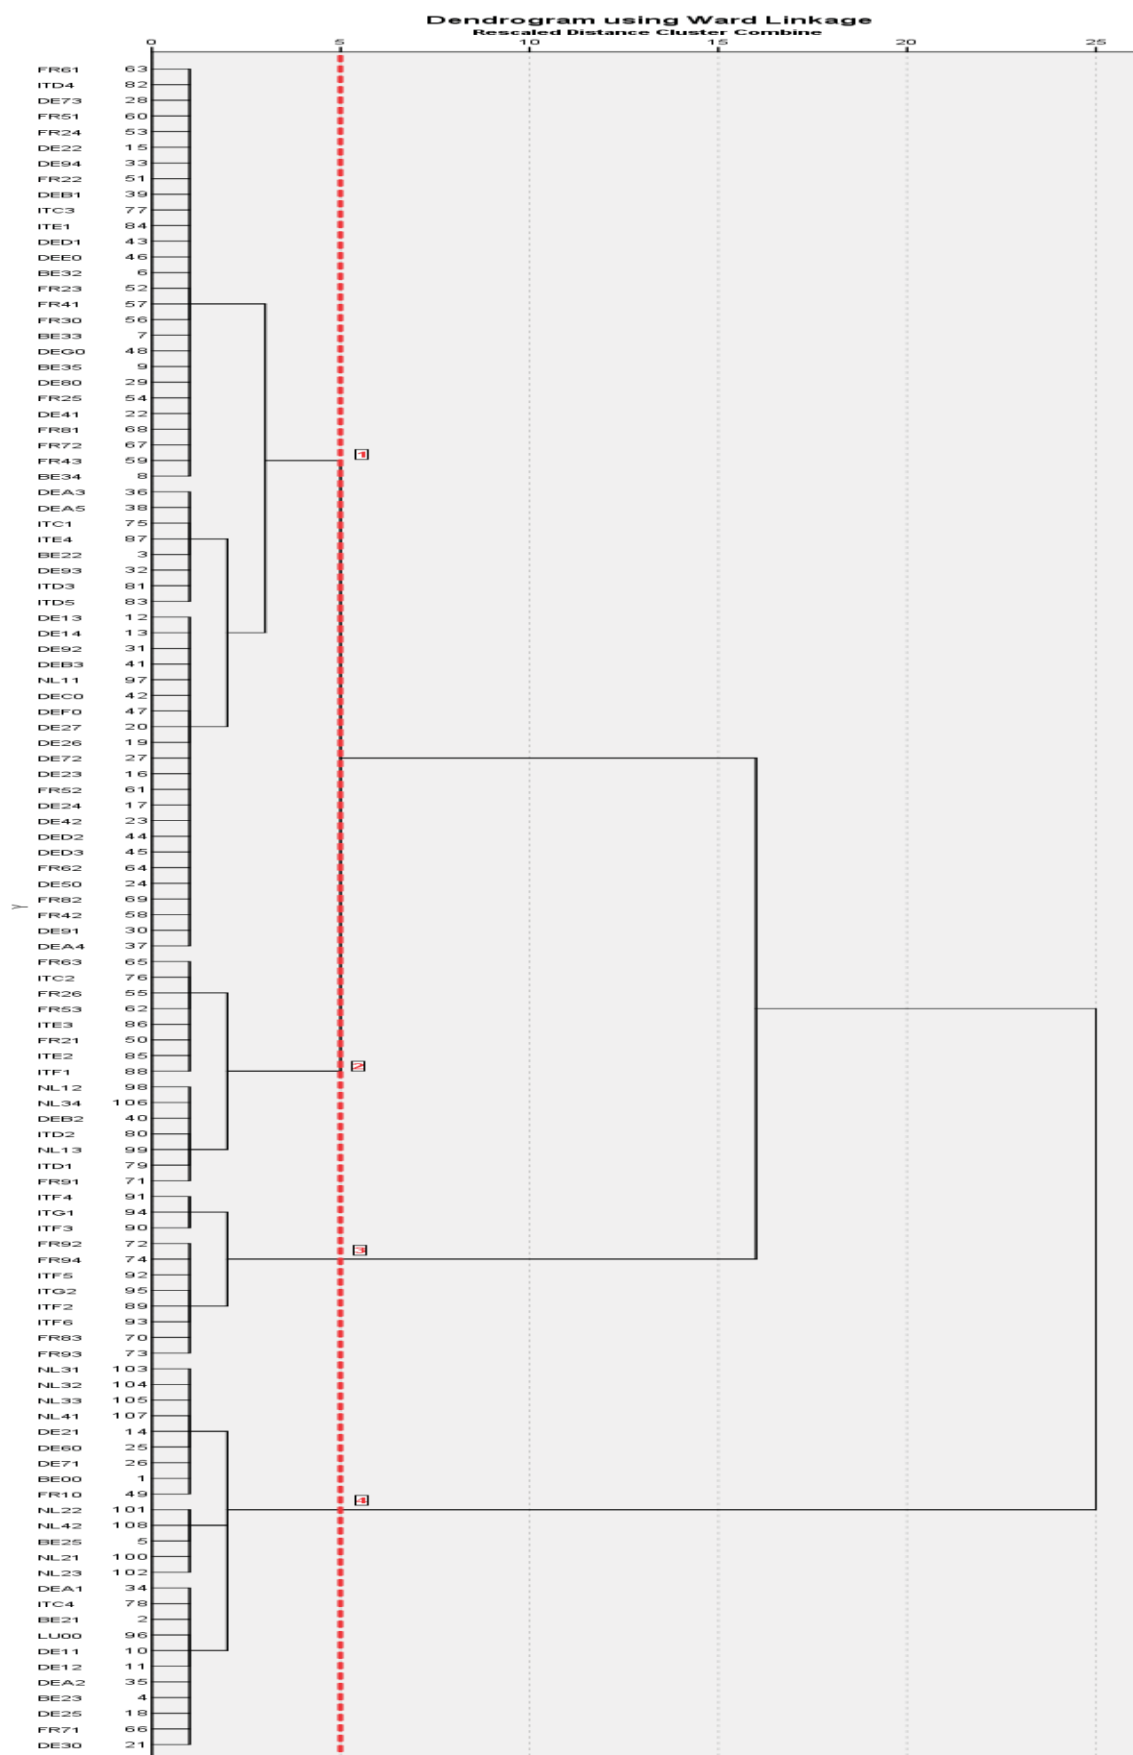 Dendrogram using Ward Linkage
Rescaled Distance Cluster Combine
0 5 10 15 20 25
FR61 63
ITD4 82
DE73 28
FR51 60
FR24 53
DE22 15
DE94 33
FR22 51
DEB1 39
ITC3 77
ITE1 84
DED1 43
DEE0 46
BE32 6
FR23 52
FR41 57
FR30 56
BE33 7
DEG0 48
BE35 9
DE80 29
FR25 54
DE41 22
FR81 68
FR72 67
FR43 59
1
BE34 8
DEA3 36
DEA5 38
ITC1 75
ITE4 87
BE22 3
DE93 32
ITD3 81
ITD5 83
DE13 12
DE14 13
DE92 31
DEB3 41
NL11 97
DEC0 42
DEF0 47
DE27 20
DE26 19
DE72 27
DE23 16
FR52 61
DE24 17
DE42 23
DED2 44
DED3 45
FR62 64
DE50 24
FR82 69
Y
FR42 58
DE91 30
DEA4 37
FR63 65
ITC2 76
FR26 55
FR53 62
ITE3 86
FR21 50
ITE2 85
ITF1 88
2
NL12 98
NL34 106
DEB2 40
ITD2 80
NL13 99
ITD1 79
FR91 71
ITF4 91
ITG1 94
ITF3 90
FR92 72
3
FR94 74
ITF5 92
ITG2 95
ITF2 89
ITF6 93
FR83 70
FR93 73
NL31 103
NL32 104
NL33 105
NL41 107
DE21 14
DE60 25
DE71 26
BE00 1
FR10 49
4
NL22 101
NL42 108
BE25 5
NL21 100
NL23 102
DEA1 34
ITC4 78
BE21 2
LU00 96
DE11 10
DE12 11
DEA2 35
BE23 4
DE25 18
FR71 66
DE30 21